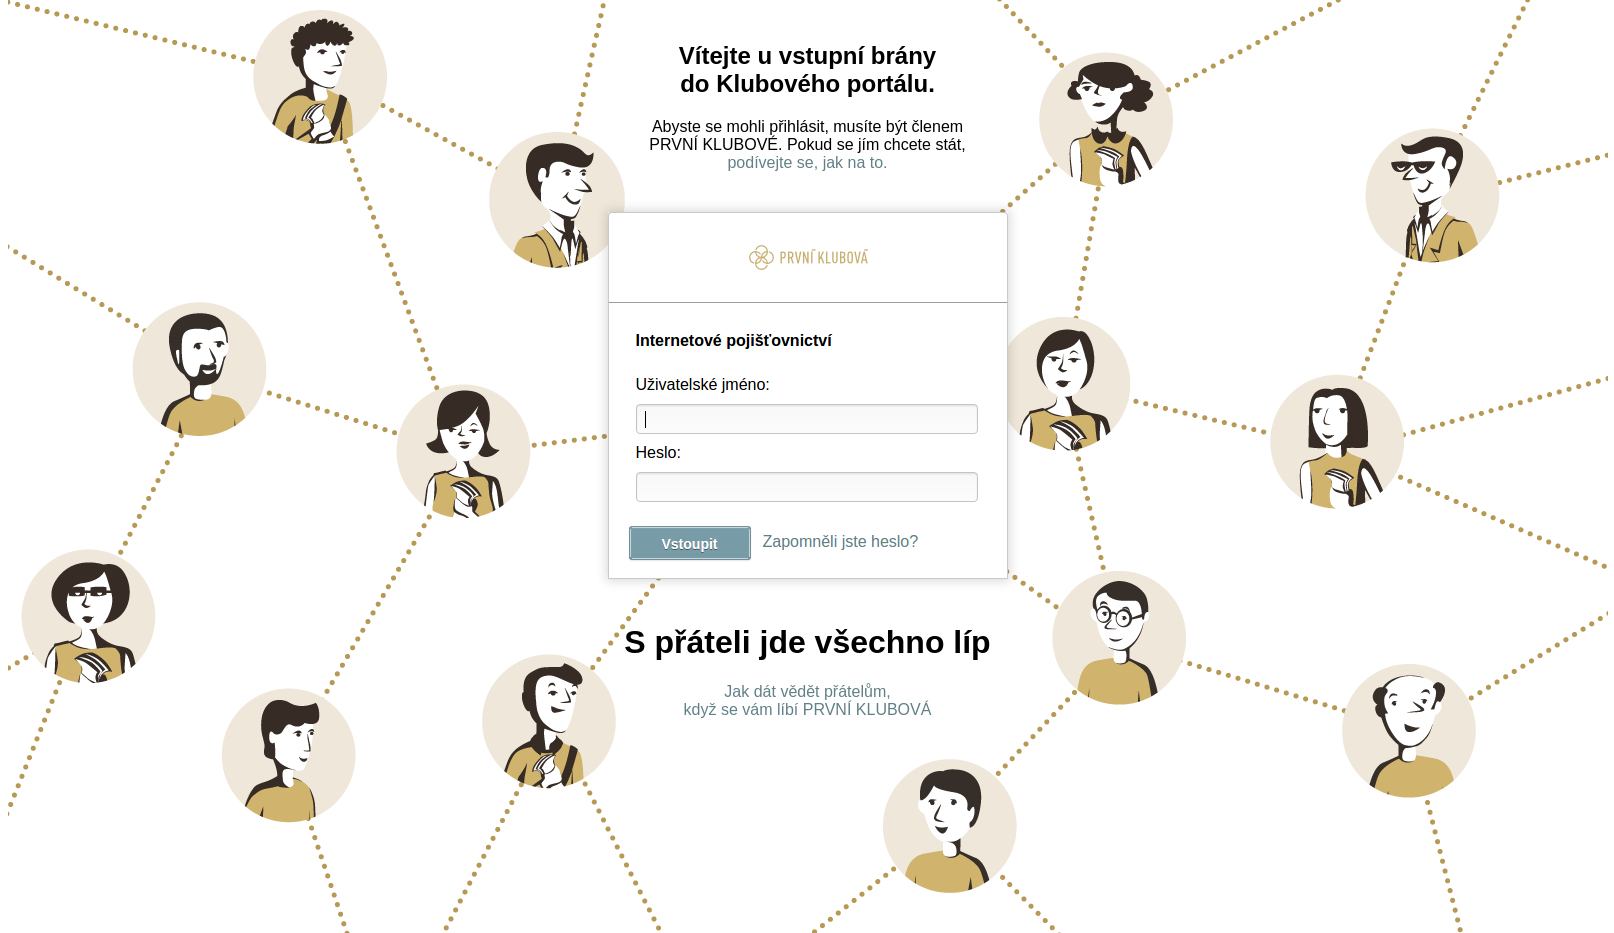 Vítejte u vstupní brány
do Klubového portálu.
Abyste se mohli přihlásit, musíte být členem
PRVNÍ KLUBOVÉ. Pokud se jím chcete stát,
podívejte se, jak na to.
PRVNÍ KLUBOVÁ
Internetové pojišťovnictví
Uživatelské jméno:
Heslo:
Vstoupit
Zapomněli jste heslo?
S přáteli jde všechno líp
Jak dát vědět přátelům,
když se vám líbí PRVNÍ KLUBOVÁ